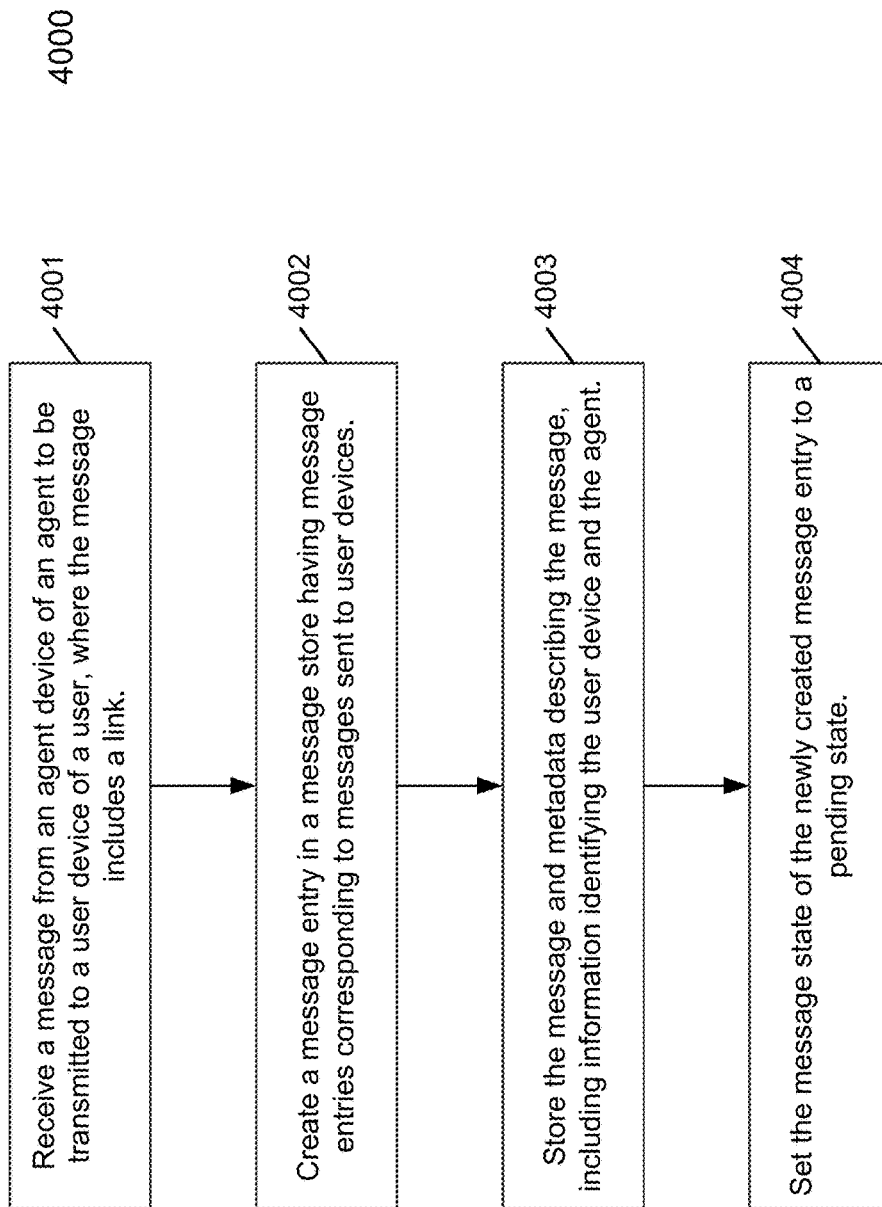 4000
4001
Receive a message from an agent device of an agent to be
transmitted to a user device of a user, where the message
includes a link.
4002
Create a message entry in a message store having message
entries corresponding to messages sent to user devices.
4003
Store the message and metadata describing the message,
including information identifying the user device and the agent.
4004
Set the message state of the newly created message entry to a
pending state.